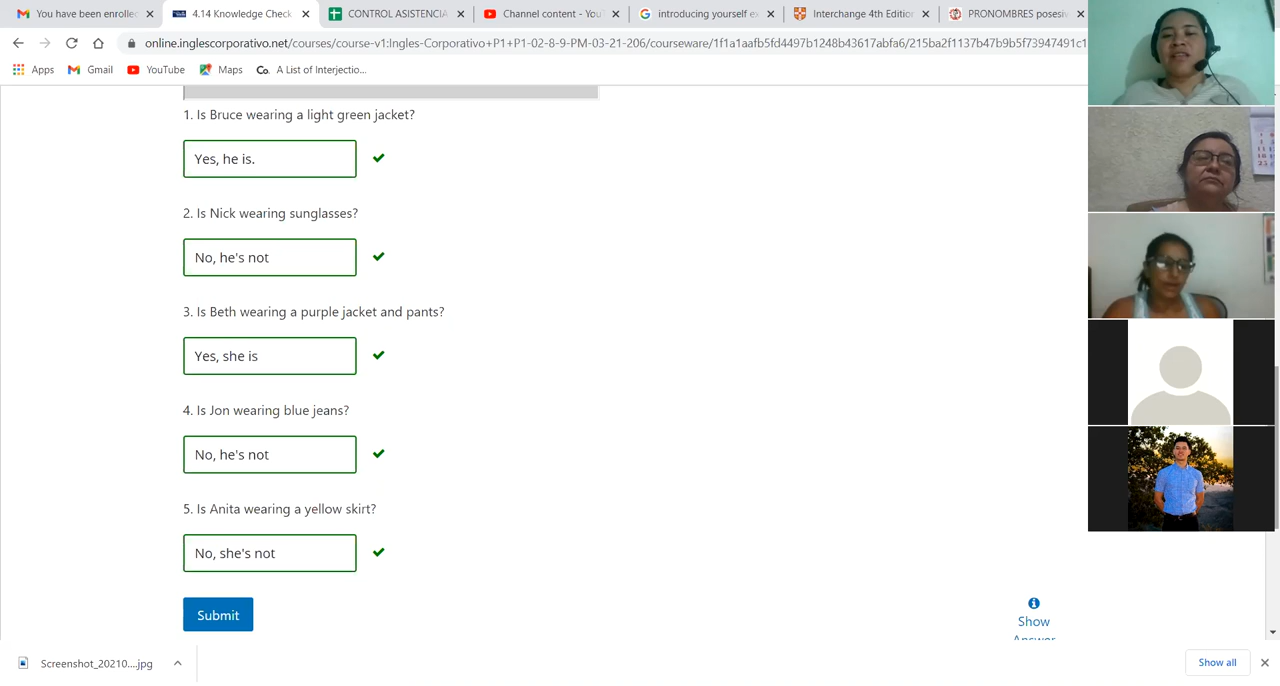 You have been enrolled
4.14 Knowledge Check
CONTROL ASISTENCIA
Channel content - You
introducing yourself e
Interchange 4th Edition
PRONOMBRES posesiv
online.inglescorporativo.net/courses/course-v1:Ingles-Corporativo+P1+P1-02-8-9-PM-03-21-206/courseware/1f1a1aafb5fd4497b1248b43617abfa6/215ba2f1137b47b9b5f73947491c1
Apps
Gmail
YouTube
Maps
Co. A List of Interjectio...
1. Is Bruce wearing a light green jacket?
Yes, he is.
2. Is Nick wearing sunglasses?
No, he's not
3. Is Beth wearing a purple jacket and pants?
Yes, she is
4. Is Jon wearing blue jeans?
No, he's not
5. Is Anita wearing a yellow skirt?
No, she's not
Submit
Show
Answer
Screenshot_20210....jpg
Show all